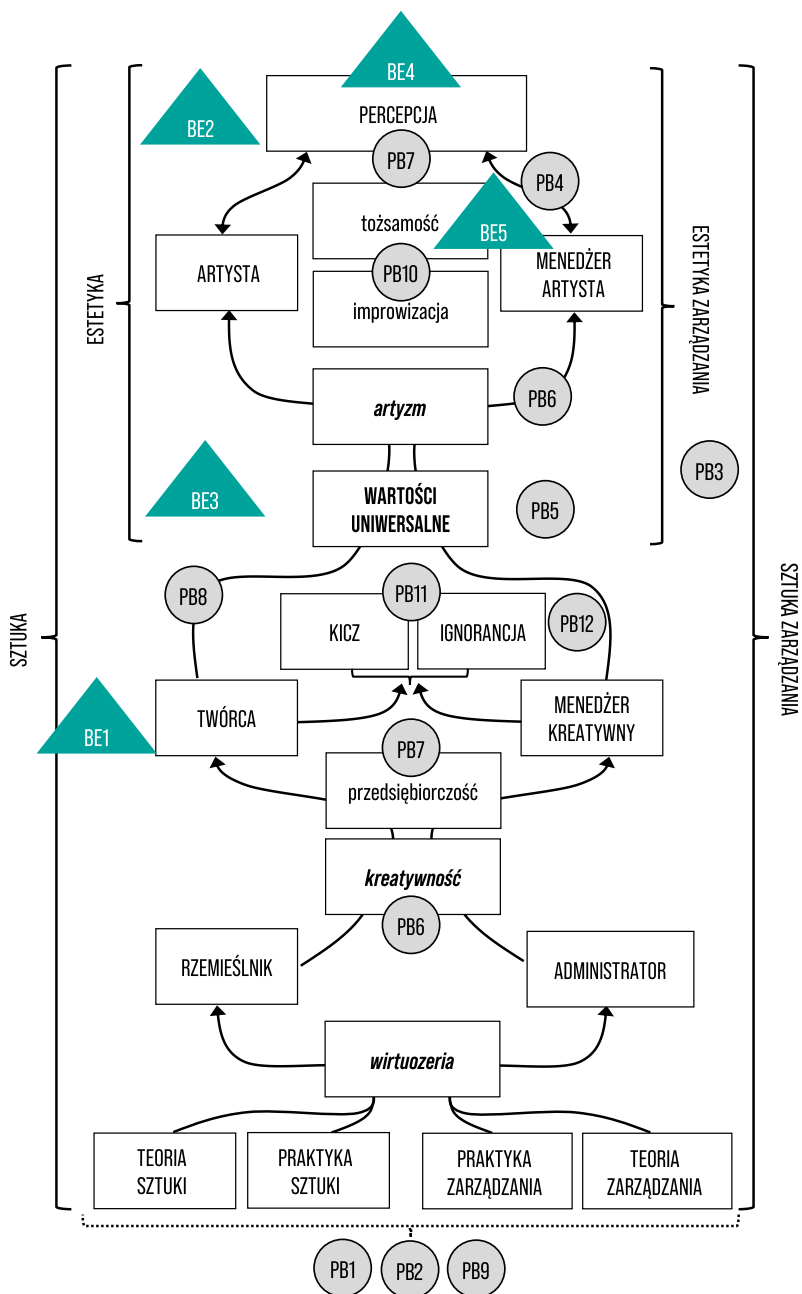 BE4
BE2
PERCEPCJA
PB7
PB4
tożsamość
BE5
ARTYSTA
PB10
MENEDŻER
ARTYSTA
improwizacja
ESTETYKA
ESTETYKA ZARZĄDZANIA
artyzm
PB6
PB3
BE3
WARTOŚCI
UNIWERSALNE
PB5
PB8
PB11
PB12
KICZ
IGNORANCJA
SZTUKA
SZTUKA ZARZĄDZANIA
TWÓRCA
MENEDŻER
KREATYWNY
BE1
PB7
przedsiębiorczość
kreatywność
PB6
RZEMIEŚLNIK
ADMINISTRATOR
wirtuozeria
TEORIA
SZTUKI
PRAKTYKA
SZTUKI
PRAKTYKA
ZARZĄDZANIA
TEORIA
ZARZĄDZANIA
PB1
PB2
PB9